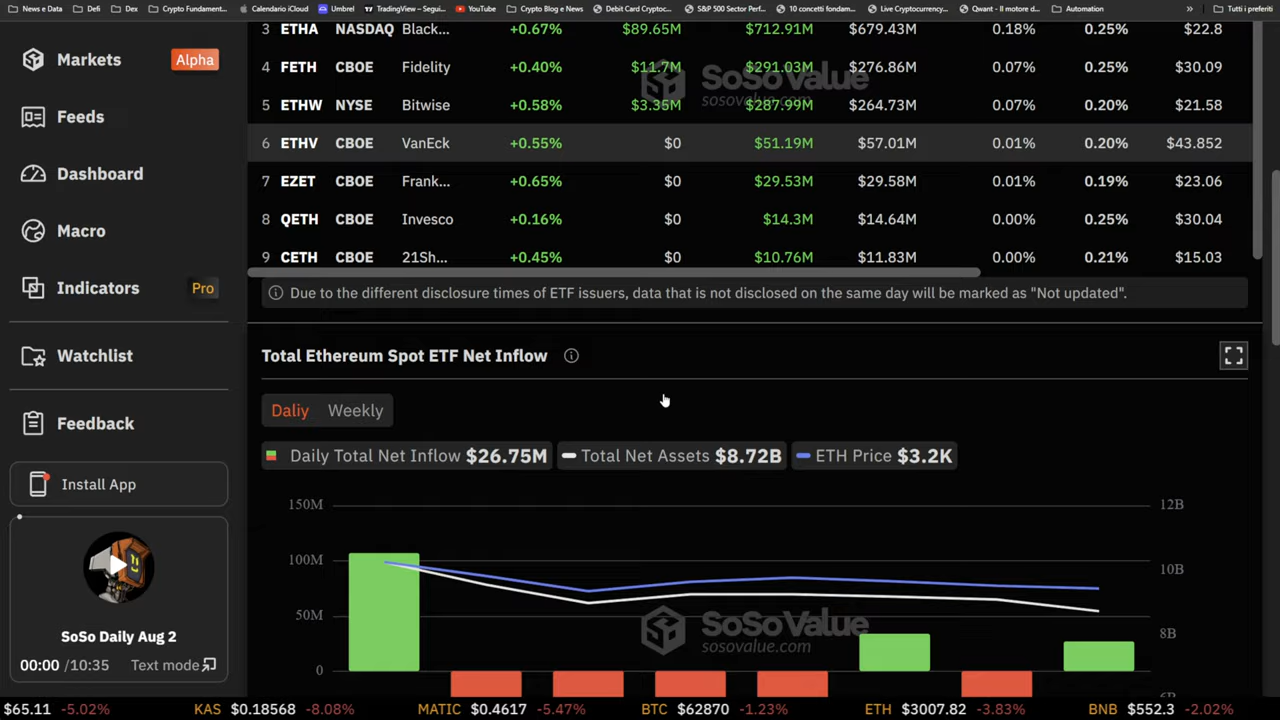 News e Data Defi Dex Crypto Fundament... Calendario iCloud Umbrel TradingView – Segui... YouTube Crypto Blog e News Debit Card Cryptoc... S&P 500 Sector Perf... 10 concetti fondam... Live Cryptocurrency... Qwant - Il motore d... Automation » Tutti i preferiti
Markets Alpha
Feeds
Dashboard
Macro
Indicators Pro
Watchlist
Feedback
Install App
SoSo Daily Aug 2
00:00 /10:35 Text mode
3 ETHA NASDAQ Black... +0.67% $89.65M $712.91M $679.43M 0.18% 0.25% $22.8
4 FETH CBOE Fidelity +0.40% $11.7M $291.03M $276.86M 0.07% 0.25% $30.09
5 ETHW NYSE Bitwise +0.58% $3.35M $287.99M $264.73M 0.07% 0.20% $21.58
6 ETHV CBOE VanEck +0.55% $0 $51.19M $57.01M 0.01% 0.20% $43.852
7 EZET CBOE Frank... +0.65% $0 $29.53M $29.58M 0.01% 0.19% $23.06
8 QETH CBOE Invesco +0.16% $0 $14.3M $14.64M 0.00% 0.25% $30.04
9 CETH CBOE 21Sh... +0.45% $0 $10.76M $11.83M 0.00% 0.21% $15.03
SoSoValue
sosovalue.com
Due to the different disclosure times of ETF issuers, data that is not disclosed on the same day will be marked as "Not updated".
Total Ethereum Spot ETF Net Inflow
Daliy Weekly
Daily Total Net Inflow $26.75M Total Net Assets $8.72B ETH Price $3.2K
150M 12B
100M 10B
50M 8B
0
SoSoValue
sosovalue.com
$65.11 -5.02% KAS $0.18568 -8.08% MATIC $0.4617 -5.47% BTC $62870 -1.23% ETH $3007.82 -3.83% BNB $552.3 -2.02%